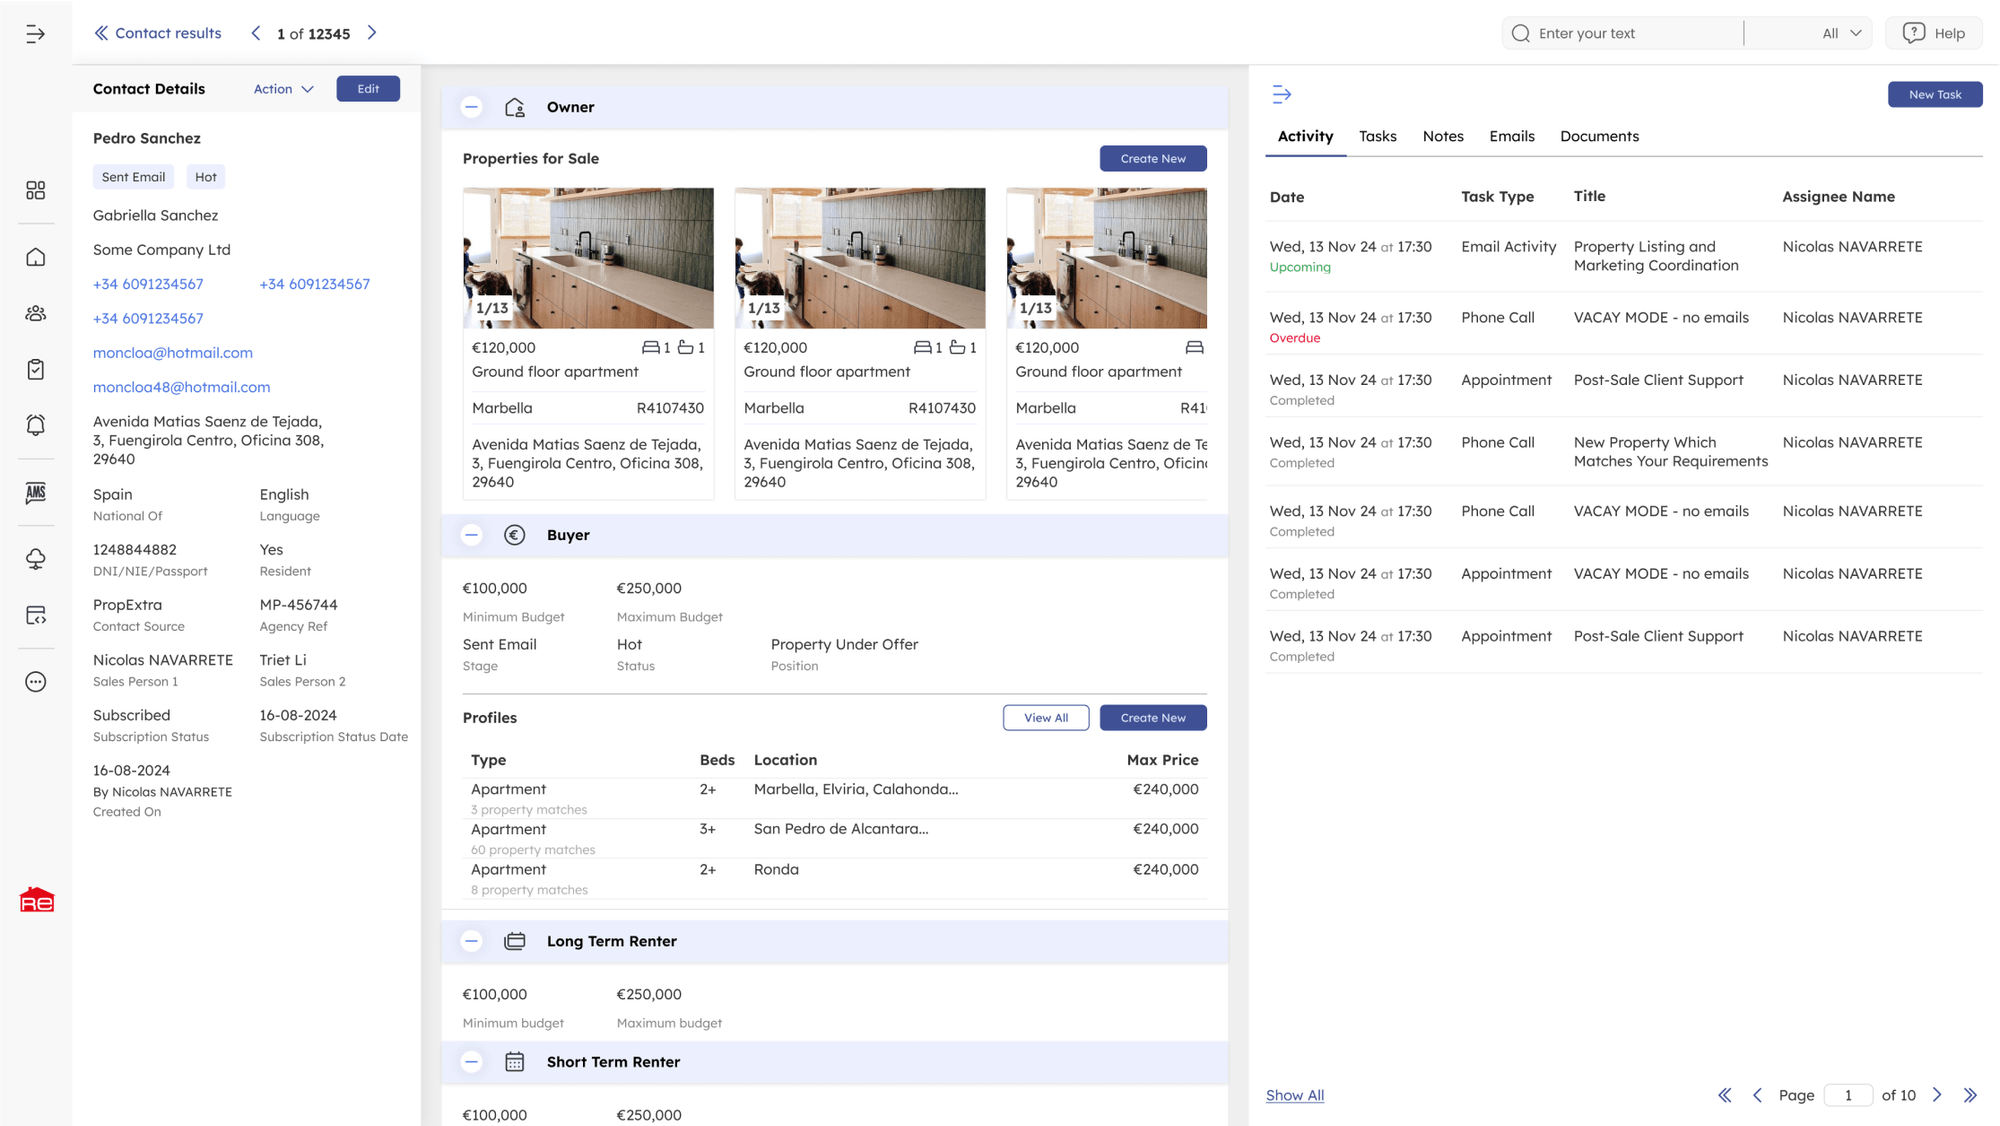 Contact results
1 of 12345
Enter your text
All
Help
Contact Details
Action
Edit
Pedro Sanchez
Sent Email
Hot
Gabriella Sanchez
Some Company Ltd
+34 6091234567
+34 6091234567
+34 6091234567
moncloa@hotmail.com
moncloa48@hotmail.com
Avenida Matias Saenz de Tejada,
3, Fuengirola Centro, Oficina 308,
29640
Spain
English
National Of
Language
1248844882
Yes
DNI/NIE/Passport
Resident
PropExtra
MP-456744
Contact Source
Agency Ref
Nicolas NAVARRETE
Triet Li
Sales Person 1
Sales Person 2
Subscribed
16-08-2024
Subscription Status
Subscription Status Date
16-08-2024
By Nicolas NAVARRETE
Created On
AMS
Re
Owner
Properties for Sale
Create New
1/13
1/13
1/13
€120,000
1
1
€120,000
1
1
€120,000
Ground floor apartment
Ground floor apartment
Ground floor apartment
Marbella
R4107430
Marbella
R4107430
Marbella
R41
Avenida Matias Saenz de Tejada,
3, Fuengirola Centro, Oficina 308,
29640
Avenida Matias Saenz de Tejada,
3, Fuengirola Centro, Oficina 308,
29640
Avenida Matias Saenz de Te
3, Fuengirola Centro, Oficin
29640
Buyer
€100,000
€250,000
Minimum Budget
Maximum Budget
Sent Email
Hot
Property Under Offer
Stage
Status
Position
Profiles
View All
Create New
Type
Beds
Location
Max Price
Apartment
2+
Marbella, Elviria, Calahonda...
€240,000
3 property matches
Apartment
3+
San Pedro de Alcantara...
€240,000
60 property matches
Apartment
2+
Ronda
€240,000
8 property matches
Long Term Renter
€100,000
€250,000
Minimum budget
Maximum budget
Short Term Renter
€100,000
€250,000
New Task
Activity
Tasks
Notes
Emails
Documents
Date
Task Type
Title
Assignee Name
Wed, 13 Nov 24 at 17:30
Upcoming
Email Activity
Property Listing and
Marketing Coordination
Nicolas NAVARRETE
Wed, 13 Nov 24 at 17:30
Overdue
Phone Call
VACAY MODE - no emails
Nicolas NAVARRETE
Wed, 13 Nov 24 at 17:30
Completed
Appointment
Post-Sale Client Support
Nicolas NAVARRETE
Wed, 13 Nov 24 at 17:30
Completed
Phone Call
New Property Which
Matches Your Requirements
Nicolas NAVARRETE
Wed, 13 Nov 24 at 17:30
Completed
Phone Call
VACAY MODE - no emails
Nicolas NAVARRETE
Wed, 13 Nov 24 at 17:30
Completed
Appointment
VACAY MODE - no emails
Nicolas NAVARRETE
Wed, 13 Nov 24 at 17:30
Completed
Appointment
Post-Sale Client Support
Nicolas NAVARRETE
Show All
Page 1 of 10